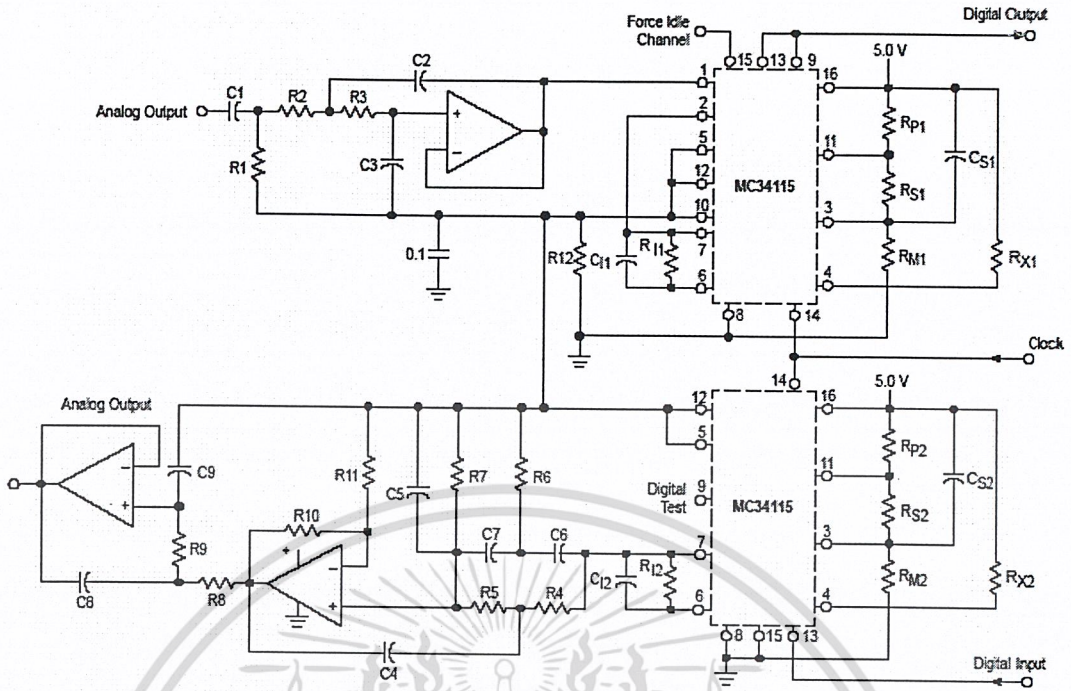 Force Idle
Channel
Digital Output
15 13 9
5.0 V
C2
1
16
C1
R2
R3
Analog Output
+
−
2
RP1
5
11
CS1
R1
C3
12
MC34115
RS1
10
3
0.1
R12
CI1
RI1
7
RM1
RX1
6
4
8
14
Clock
14
5.0 V
Analog Output
12
16
−
+
C9
R11
C5
R7
R6
5
RP2
11
CS2
Digital
Test
9
MC34115
RS2
R10
+
−
+
C7
C6
7
3
R9
CI2
RI2
RM2
RX2
C8
R8
R5
R4
6
4
C4
8 15 13
Digital Input